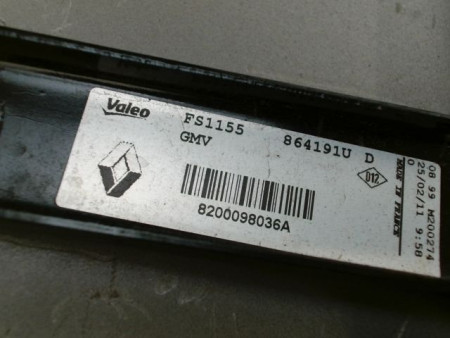 Valeo FS1155 864191U D
GMV
D12
8200098036A
MADE IN FRANCE
08 99 M200274
0
25/02/11 9:58